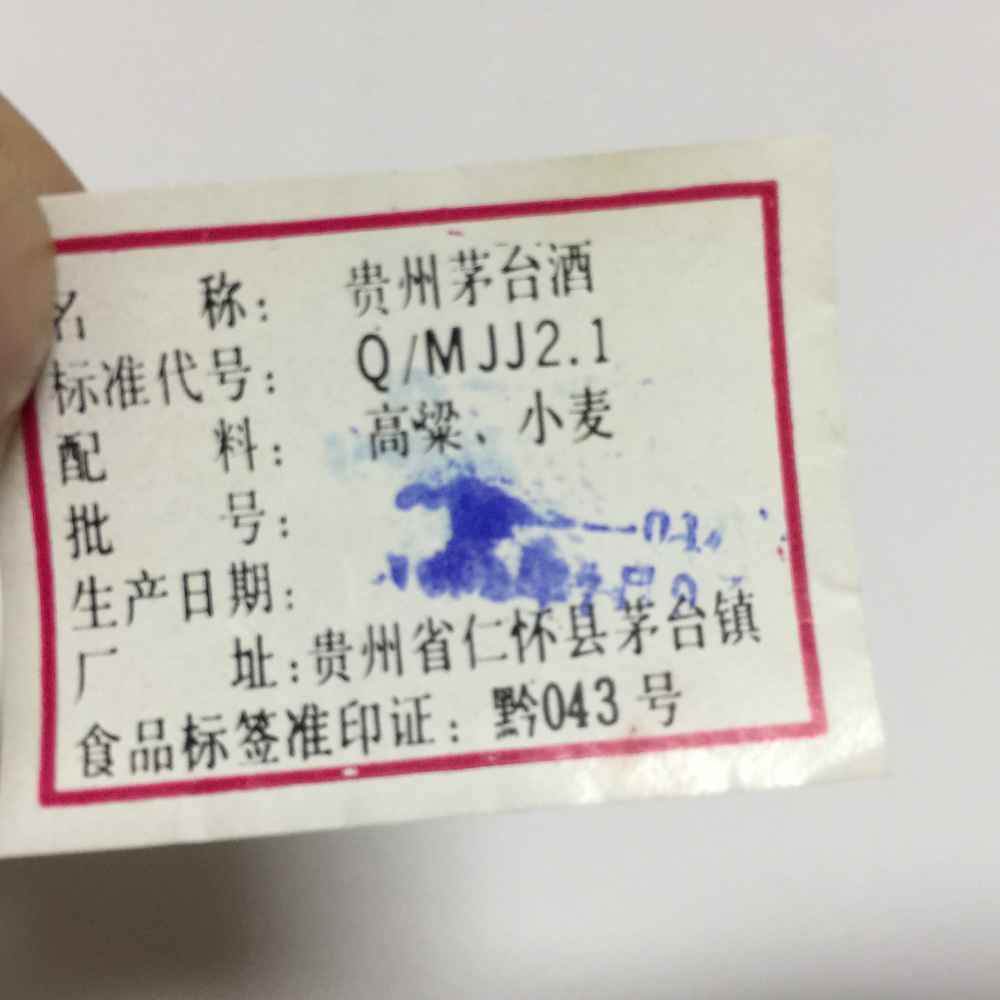 名 称： 贵州茅台酒
标准代号： Q/MJJ2.1
配 料： 高粱、小麦
批 号：
生产日期：
厂 址：贵州省仁怀县茅台镇
食品标签准印证：黔043号